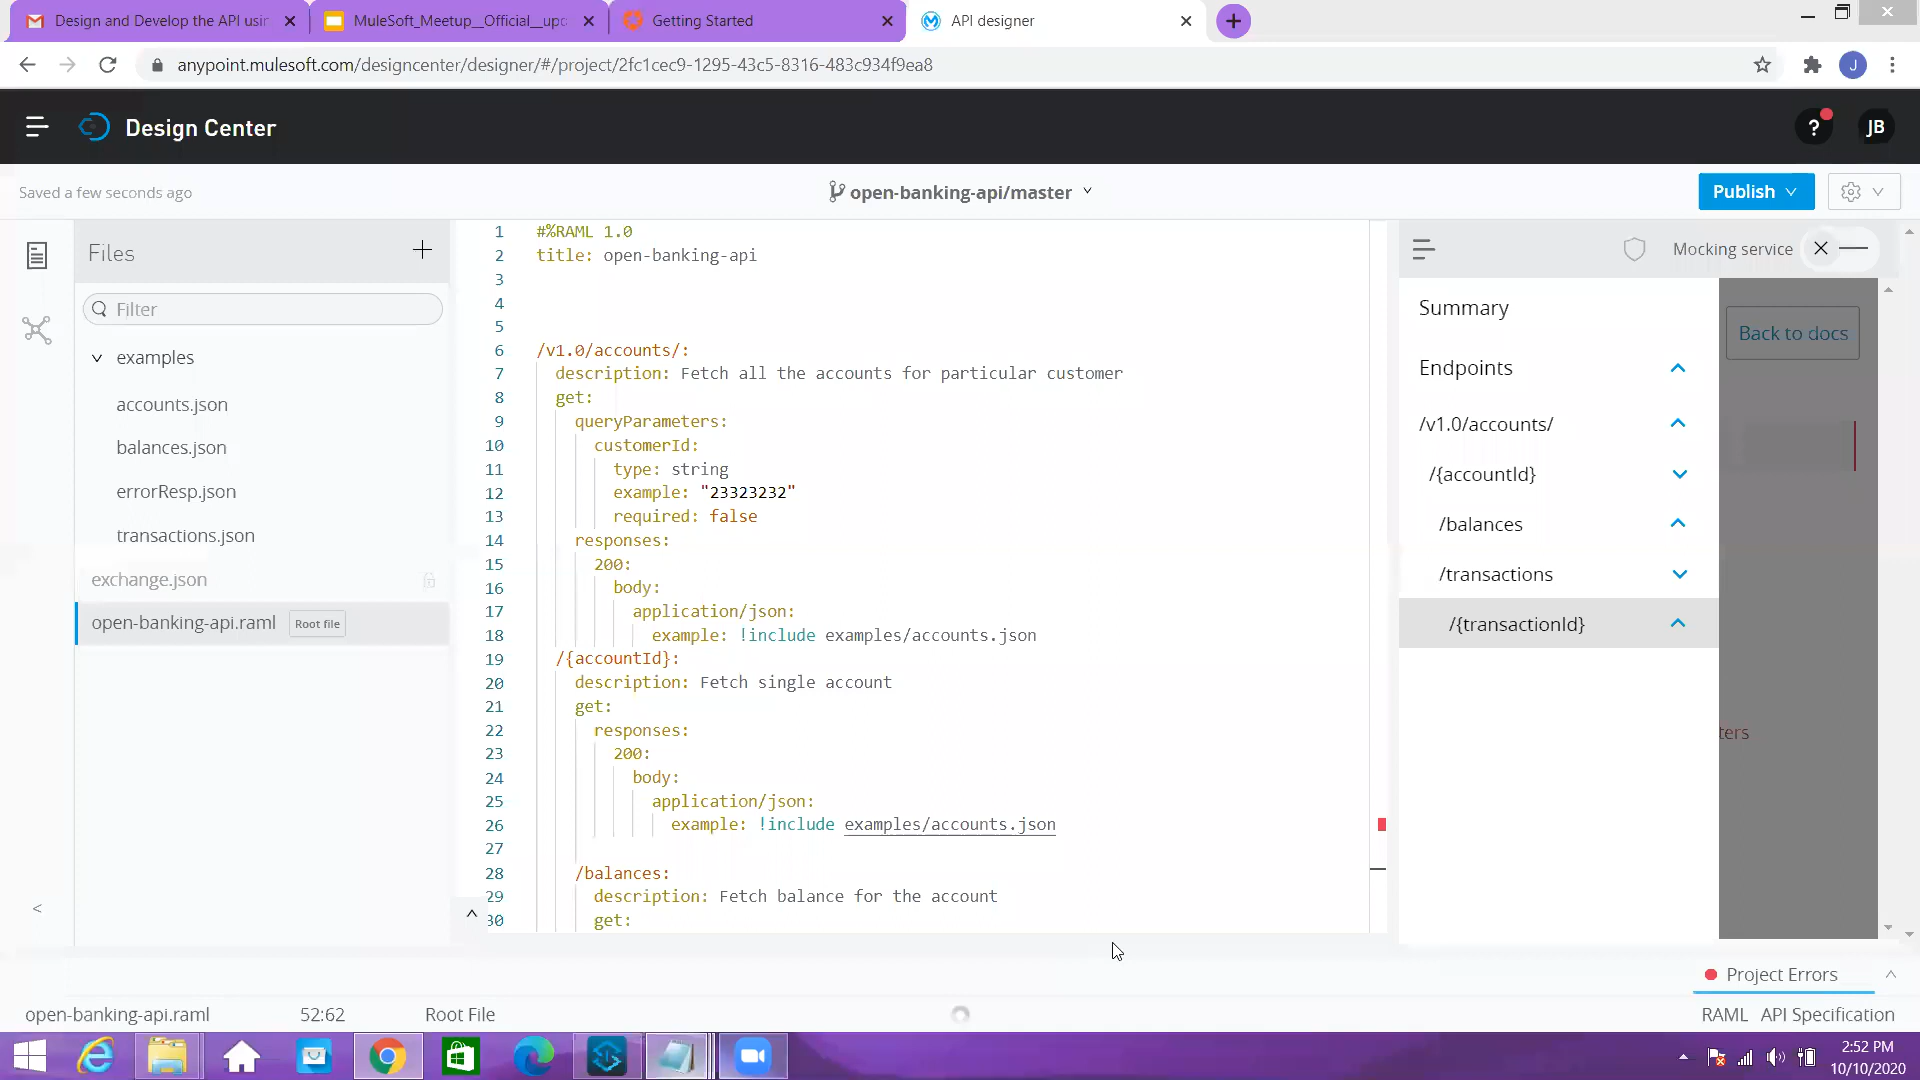 Design and Develop the API usin
MuleSoft_Meetup__Official__upd
Getting Started
API designer
anypoint.mulesoft.com/designcenter/designer/#/project/2fc1cec9-1295-43c5-8316-483c934f9ea8
J
Design Center
?
JB
Saved a few seconds ago
open-banking-api/master
Publish
Files
Filter
examples
accounts.json
balances.json
errorResp.json
transactions.json
exchange.json
open-banking-api.raml
Root file
1 #%RAML 1.0
2 title: open-banking-api
3
4
5
6 /v1.0/accounts/:
7 description: Fetch all the accounts for particular customer
8 get:
9 queryParameters:
10 customerId:
11 type: string
12 example: "23323232"
13 required: false
14 responses:
15 200:
16 body:
17 application/json:
18 example: !include examples/accounts.json
19 /{accountId}:
20 description: Fetch single account
21 get:
22 responses:
23 200:
24 body:
25 application/json:
26 example: !include examples/accounts.json
27
28 /balances:
29 description: Fetch balance for the account
30 get:
Mocking service
Summary
Endpoints
/v1.0/accounts/
/{accountId}
/balances
/transactions
/{transactionId}
Back to docs
ters
Project Errors
open-banking-api.raml
52:62
Root File
RAML API Specification
2:52 PM
10/10/2020